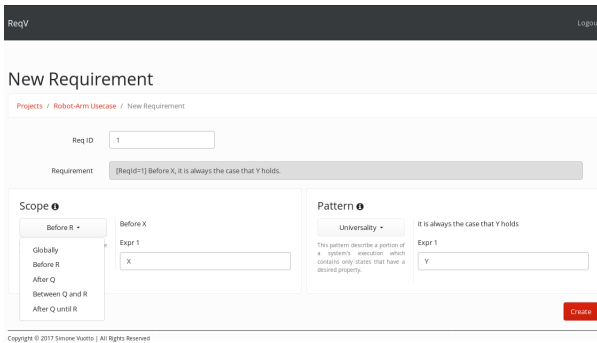 ReqV
Logou
New Requirement
Projects / Robot-Arm Usecase / New Requirement
Req ID
1
Requirement
[ReqId=1] Before X, it is always the case that Y holds.
Scope
Before R
Before X
Expr 1
X
Globally
Before R
After Q
Between Q and R
After Q until R
Pattern
Universality
it is always the case that Y holds
This pattern describe a portion of
a system's execution which
contains only states that have a
desired property.
Expr 1
Y
Create
Copyright © 2017 Simone Vuotto | All Rights Reserved